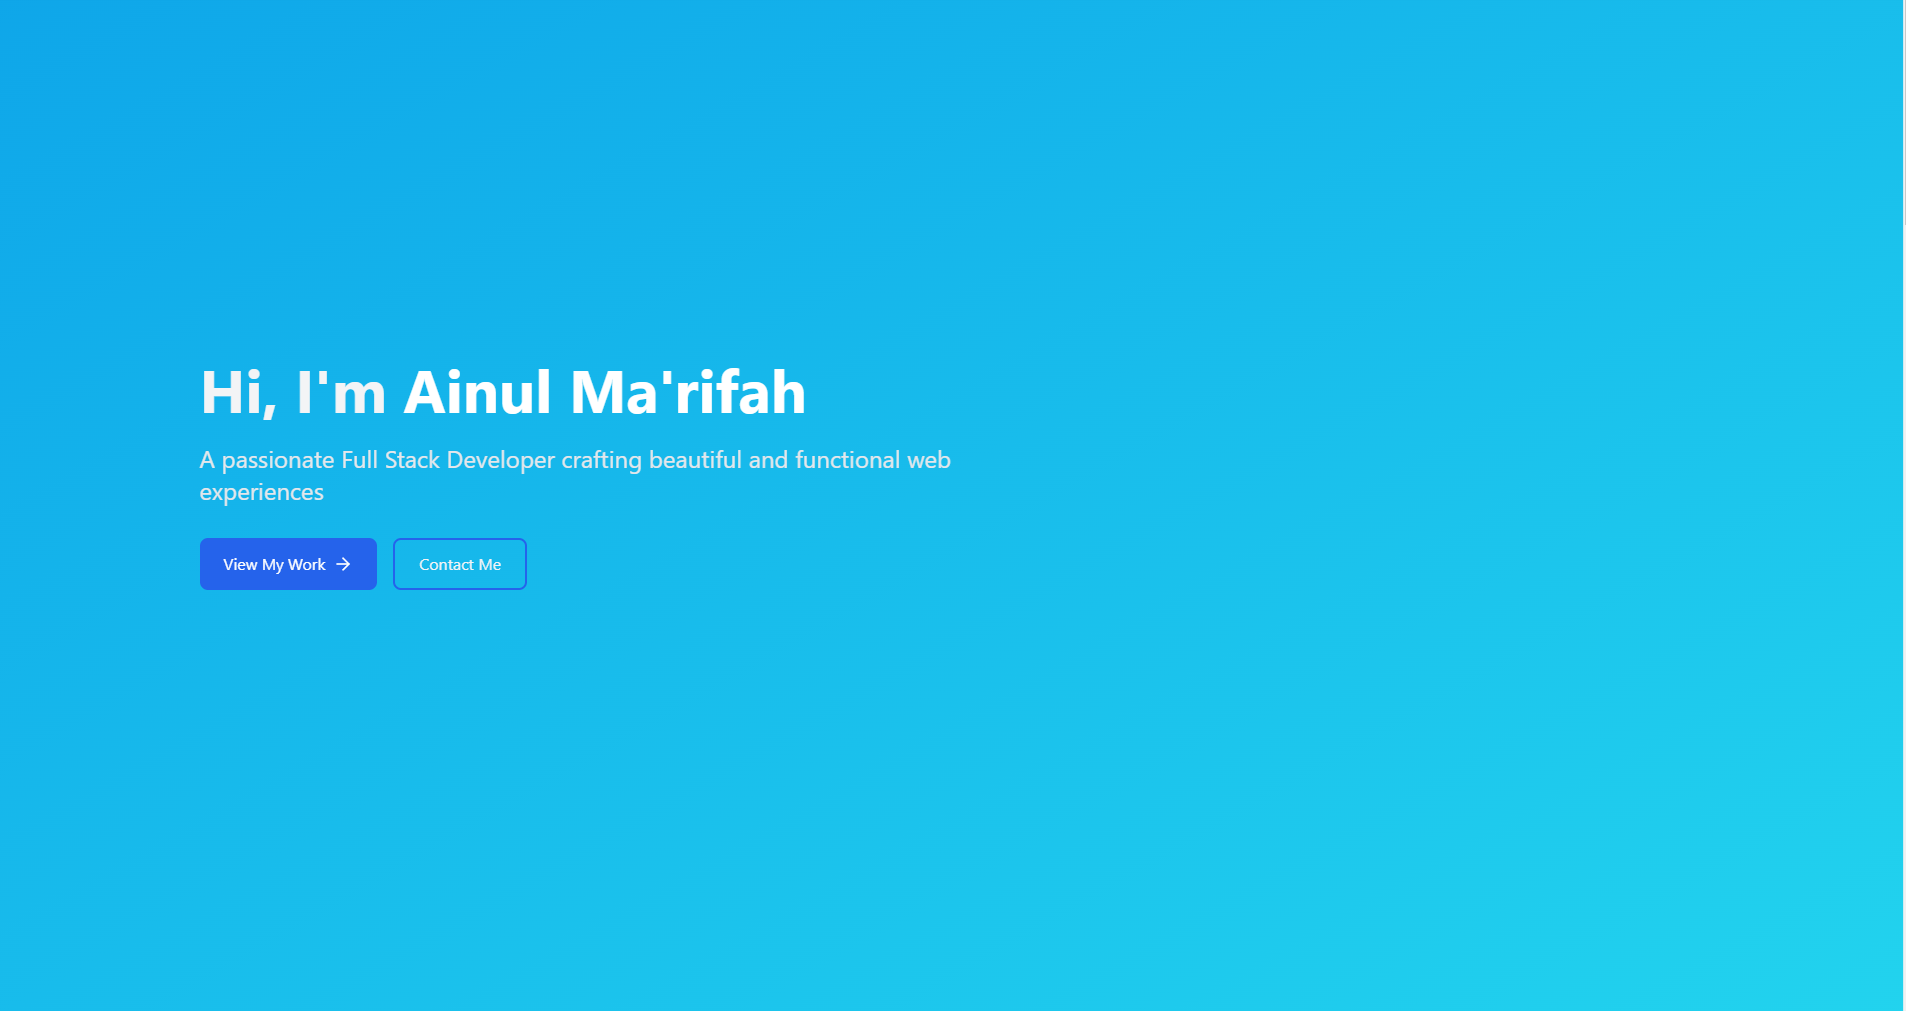 Hi, I'm Ainul Ma'rifah
A passionate Full Stack Developer crafting beautiful and functional web
experiences
View My Work
Contact Me